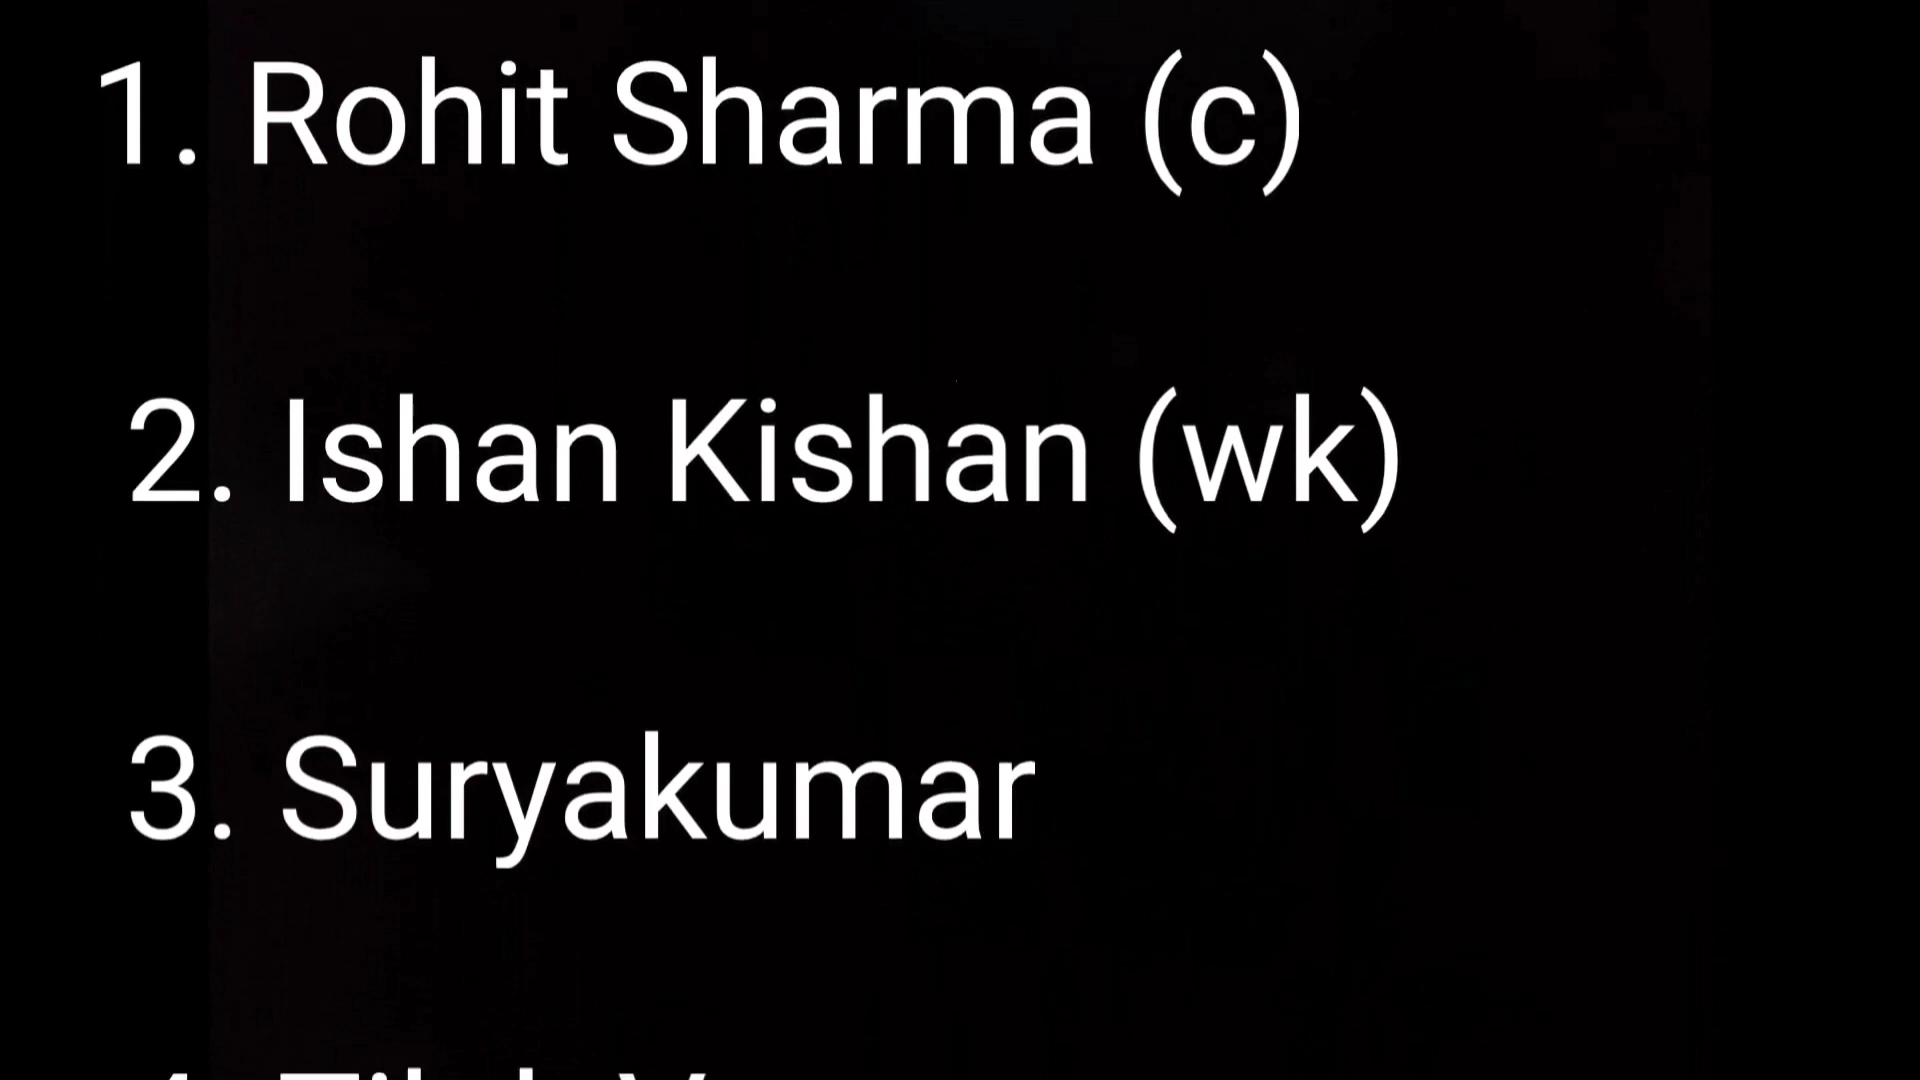 1. Rohit Sharma (c)
2. Ishan Kishan (wk)
3. Suryakumar